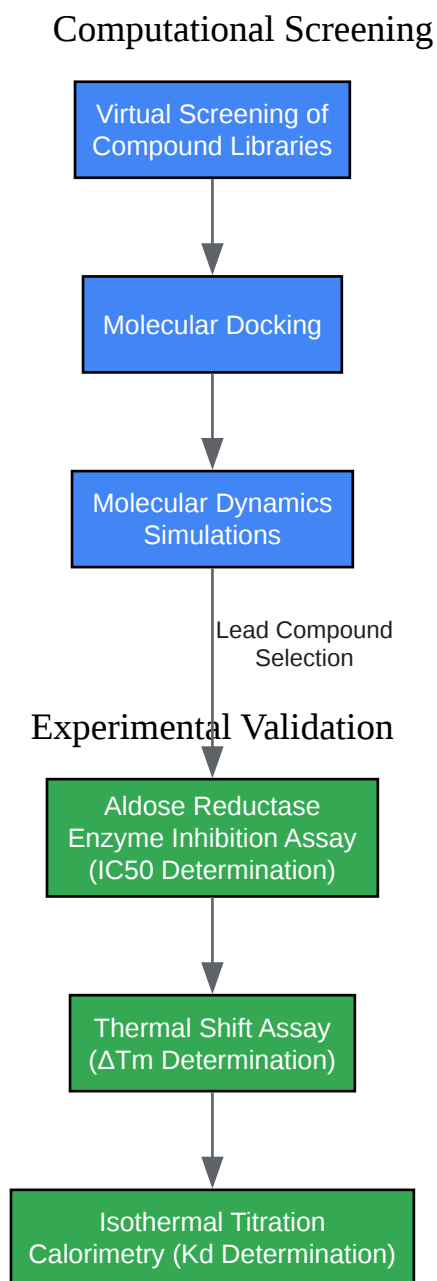 Computational Screening
Virtual Screening of
Compound Libraries
Molecular Docking
Molecular Dynamics
Simulations
Lead Compound
Selection
Experimental Validation
Aldose Reductase
Enzyme Inhibition Assay
(IC50 Determination)
Thermal Shift Assay
(ΔTm Determination)
Isothermal Titration
Calorimetry (Kd Determination)